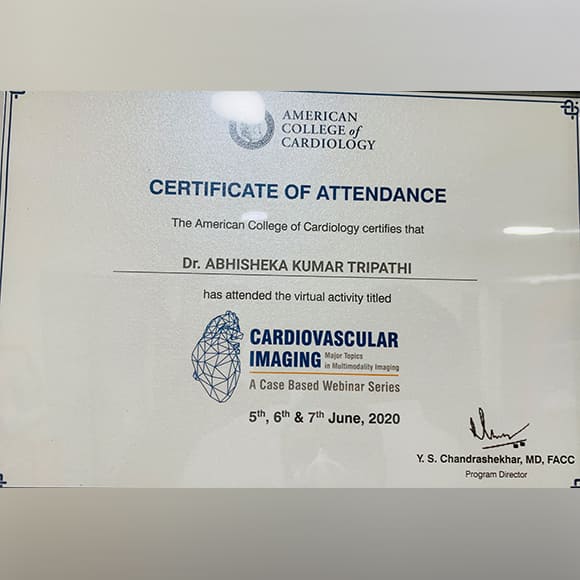 AMERICAN
COLLEGE of
CARDIOLOGY
CERTIFICATE OF ATTENDANCE
The American College of Cardiology certifies that
Dr. ABHISHEKA KUMAR TRIPATHI
has attended the virtual activity titled
CARDIOVASCULAR
IMAGING Major Topics
in Multimodality Imaging
A Case Based Webinar Series
5th, 6th & 7th June, 2020
Y. S. Chandrashekhar, MD, FACC
Program Director